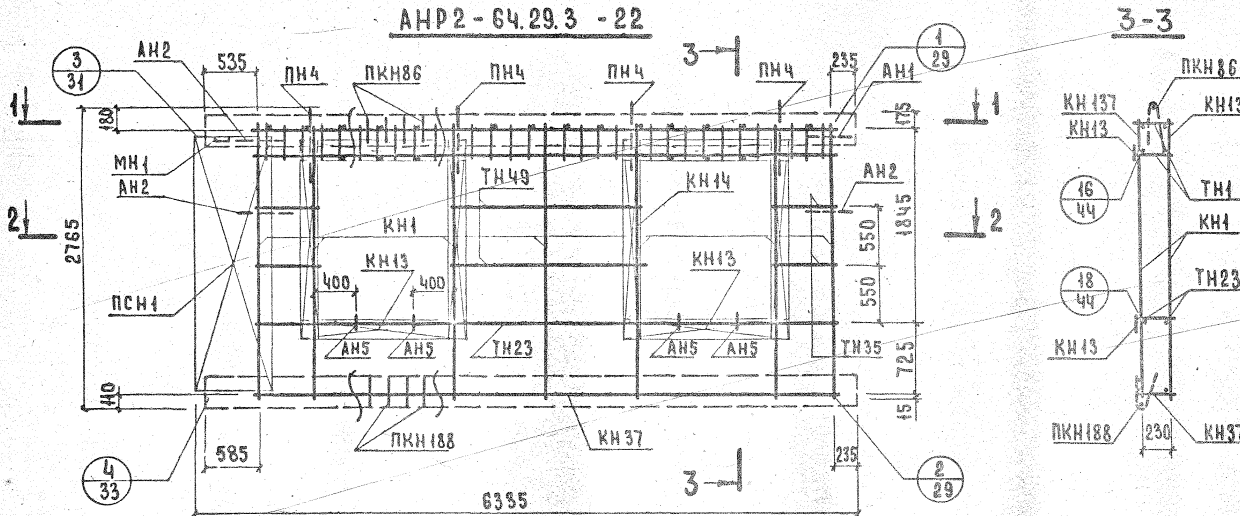 АНР2-64.29.3 -22
3-3
3
3
31
АН2
535
ПН4
ПКН86
ПН4
ПН4
ПН4
1
29
235
АН1
ПКН86
1
180
175
1
КН137
КН13
КН13
МН1
АН2
ТН49
КН14
АН2
16
44
ТН1
2
2
2765
КН1
550
1845
КН1
КН13
400
400
550
18
44
ТН23
ПСН1
АН5
АН5
ТН23
АН5
АН5
ТН35
725
КН13
110
15
ПКН188
КН37
ПКН188
230
КН37
4
33
585
235
3
2
29
6335